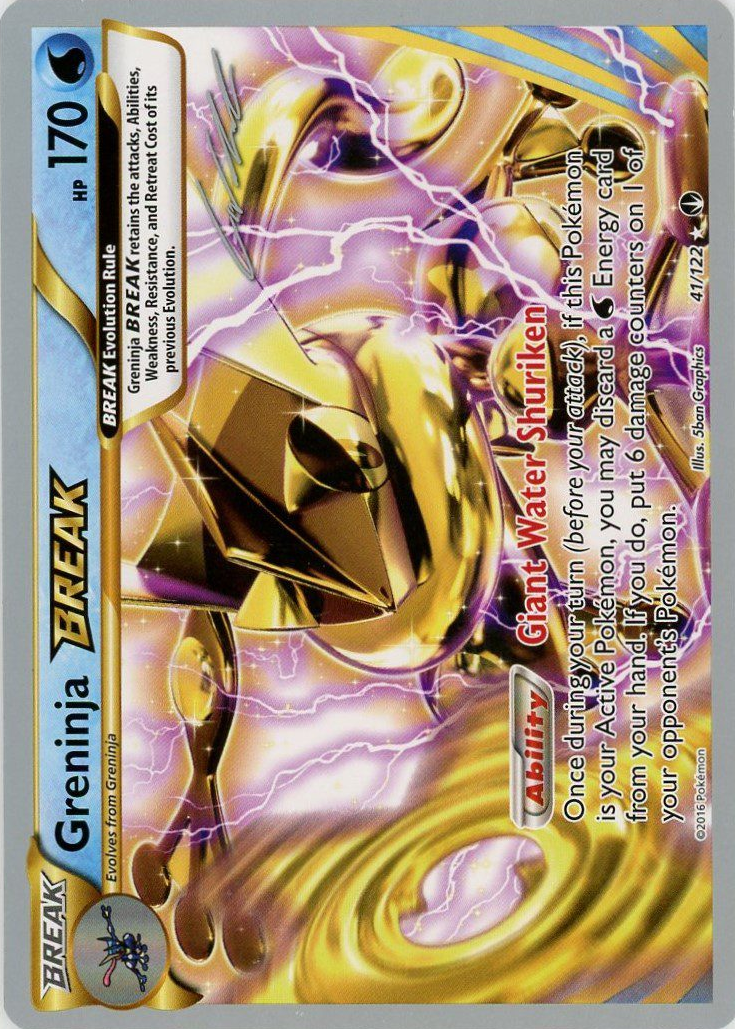 BREAK
Greninja BREAK
HP 170
Evolves from Greninja
BREAK Evolution Rule
Greninja BREAK retains the attacks, Abilities,
Weakness, Resistance, and Retreat Cost of its
previous Evolution.
Ability Giant Water Shuriken
Once during your turn (before your attack), if this Pokémon
is your Active Pokémon, you may discard a Energy card
from your hand. If you do, put 6 damage counters on 1 of
your opponent's Pokémon.
©2016 Pokémon
Illus. 5ban Graphics
41/122